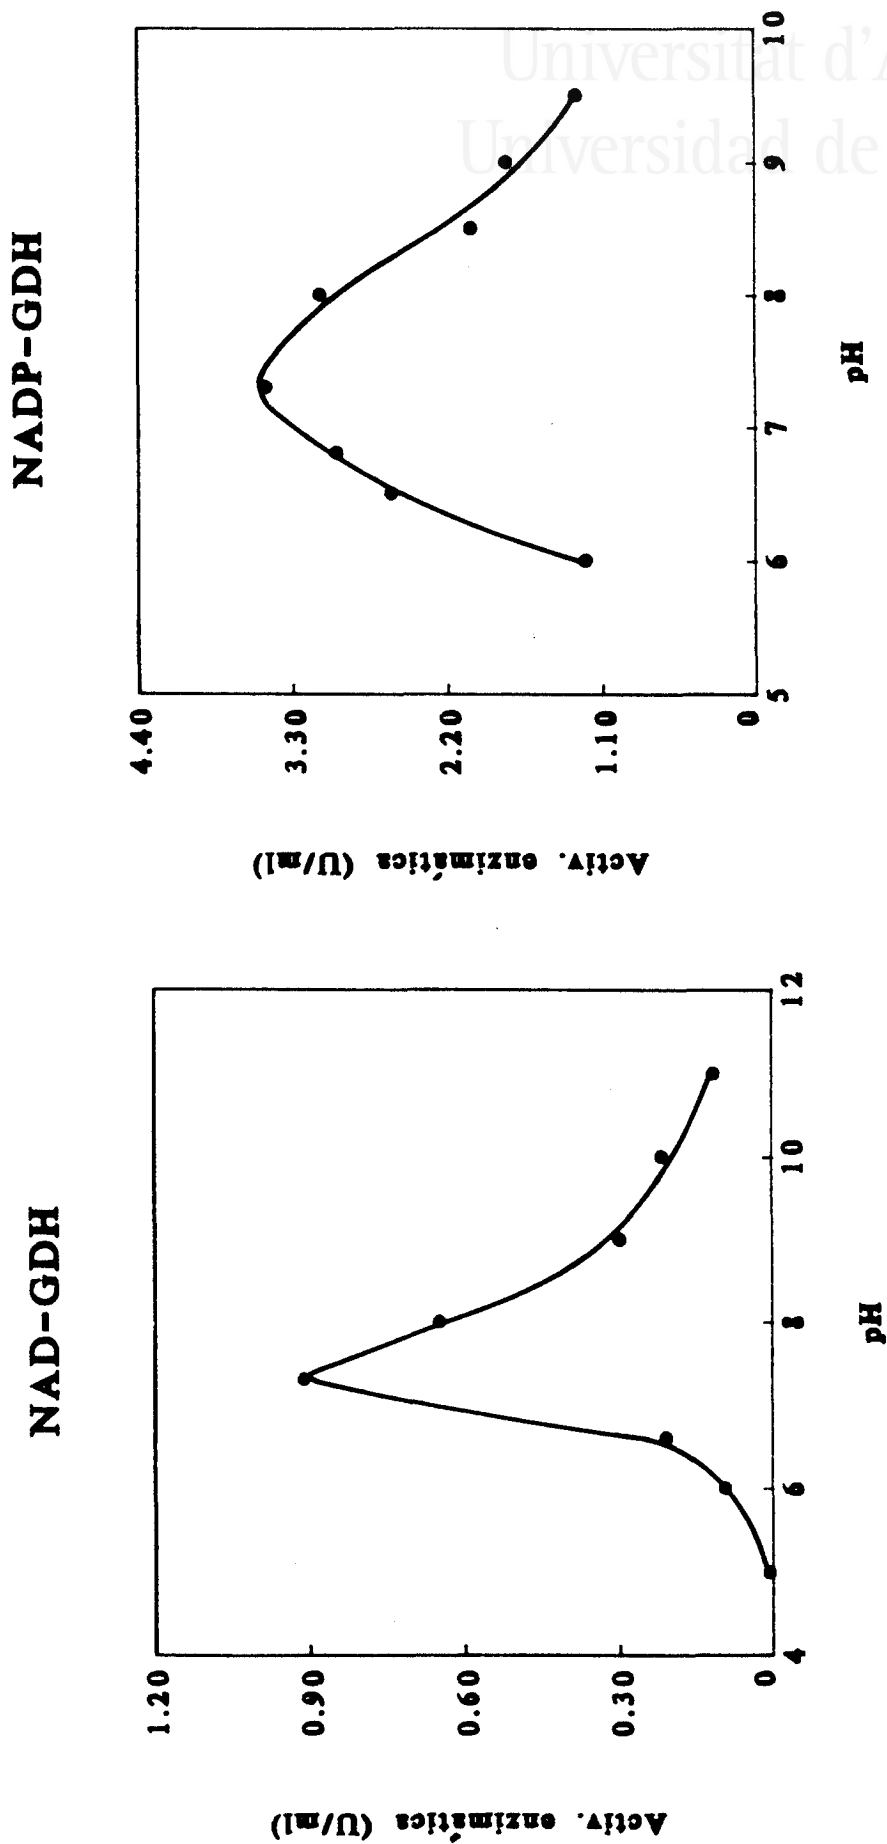 NAD-GDH
Activ. enzimática (U/ml)
1.20
0.90
0.60
0.30
0
4
6
8
10
12
pH
NADP-GDH
Activ. enzimática (U/ml)
4.40
3.30
2.20
1.10
0
5
6
7
8
9
10
pH
Universitat d'A
Universidad de